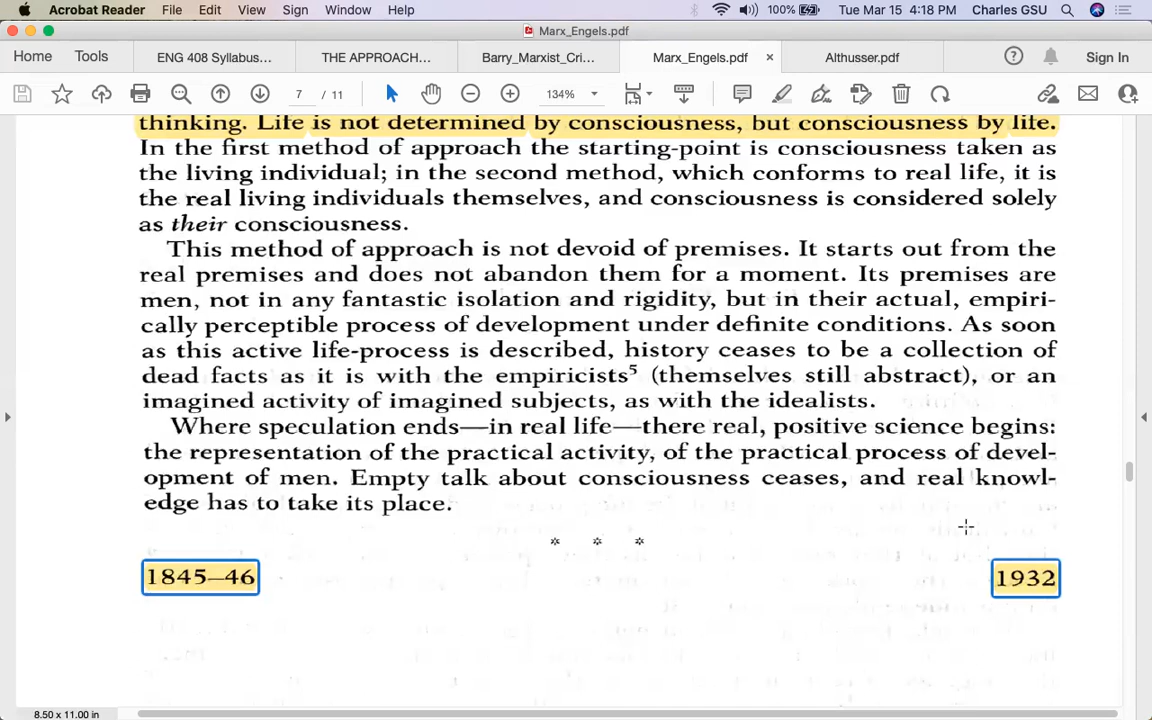 Acrobat Reader File Edit View Sign Window Help 100% Tue Mar 15 4:18 PM Charles GSU
Marx_Engels.pdf
Home Tools ENG 408 Syllabus... THE APPROACH... Barry_Marxist_Cri... Marx_Engels.pdf × Althusser.pdf ? Sign In
7 / 11 134%
thinking. Life is not determined by consciousness, but consciousness by life.
In the first method of approach the starting-point is consciousness taken as
the living individual; in the second method, which conforms to real life, it is
the real living individuals themselves, and consciousness is considered solely
as their consciousness.
This method of approach is not devoid of premises. It starts out from the
real premises and does not abandon them for a moment. Its premises are
men, not in any fantastic isolation and rigidity, but in their actual, empiri-
cally perceptible process of development under definite conditions. As soon
as this active life-process is described, history ceases to be a collection of
dead facts as it is with the empiricists⁵ (themselves still abstract), or an
imagined activity of imagined subjects, as with the idealists.
Where speculation ends—in real life—there real, positive science begins:
the representation of the practical activity, of the practical process of devel-
opment of men. Empty talk about consciousness ceases, and real knowl-
edge has to take its place.
* * *
1845–46 1932
8.50 x 11.00 in